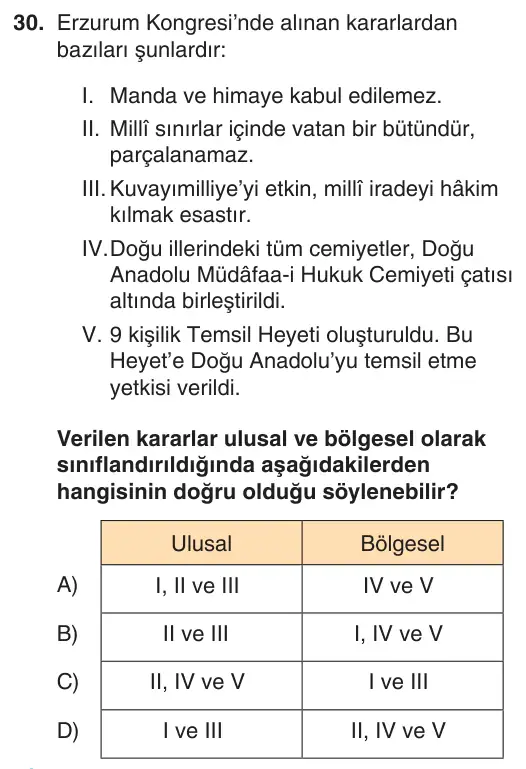 30. Erzurum Kongresi’nde alınan kararlardan
bazıları şunlardır:
I. Manda ve himaye kabul edilemez.
II. Millî sınırlar içinde vatan bir bütündür,
parçalanamaz.
III. Kuvayımilliye’yi etkin, millî iradeyi hâkim
kılmak esastır.
IV. Doğu illerindeki tüm cemiyetler, Doğu
Anadolu Müdâfaa-i Hukuk Cemiyeti çatısı
altında birleştirildi.
V. 9 kişilik Temsil Heyeti oluşturuldu. Bu
Heyet’e Doğu Anadolu’yu temsil etme
yetkisi verildi.
Verilen kararlar ulusal ve bölgesel olarak
sınıflandırıldığında aşağıdakilerden
hangisinin doğru olduğu söylenebilir?
Ulusal Bölgesel
A) I, II ve III IV ve V
B) II ve III I, IV ve V
C) II, IV ve V I ve III
D) I ve III II, IV ve V